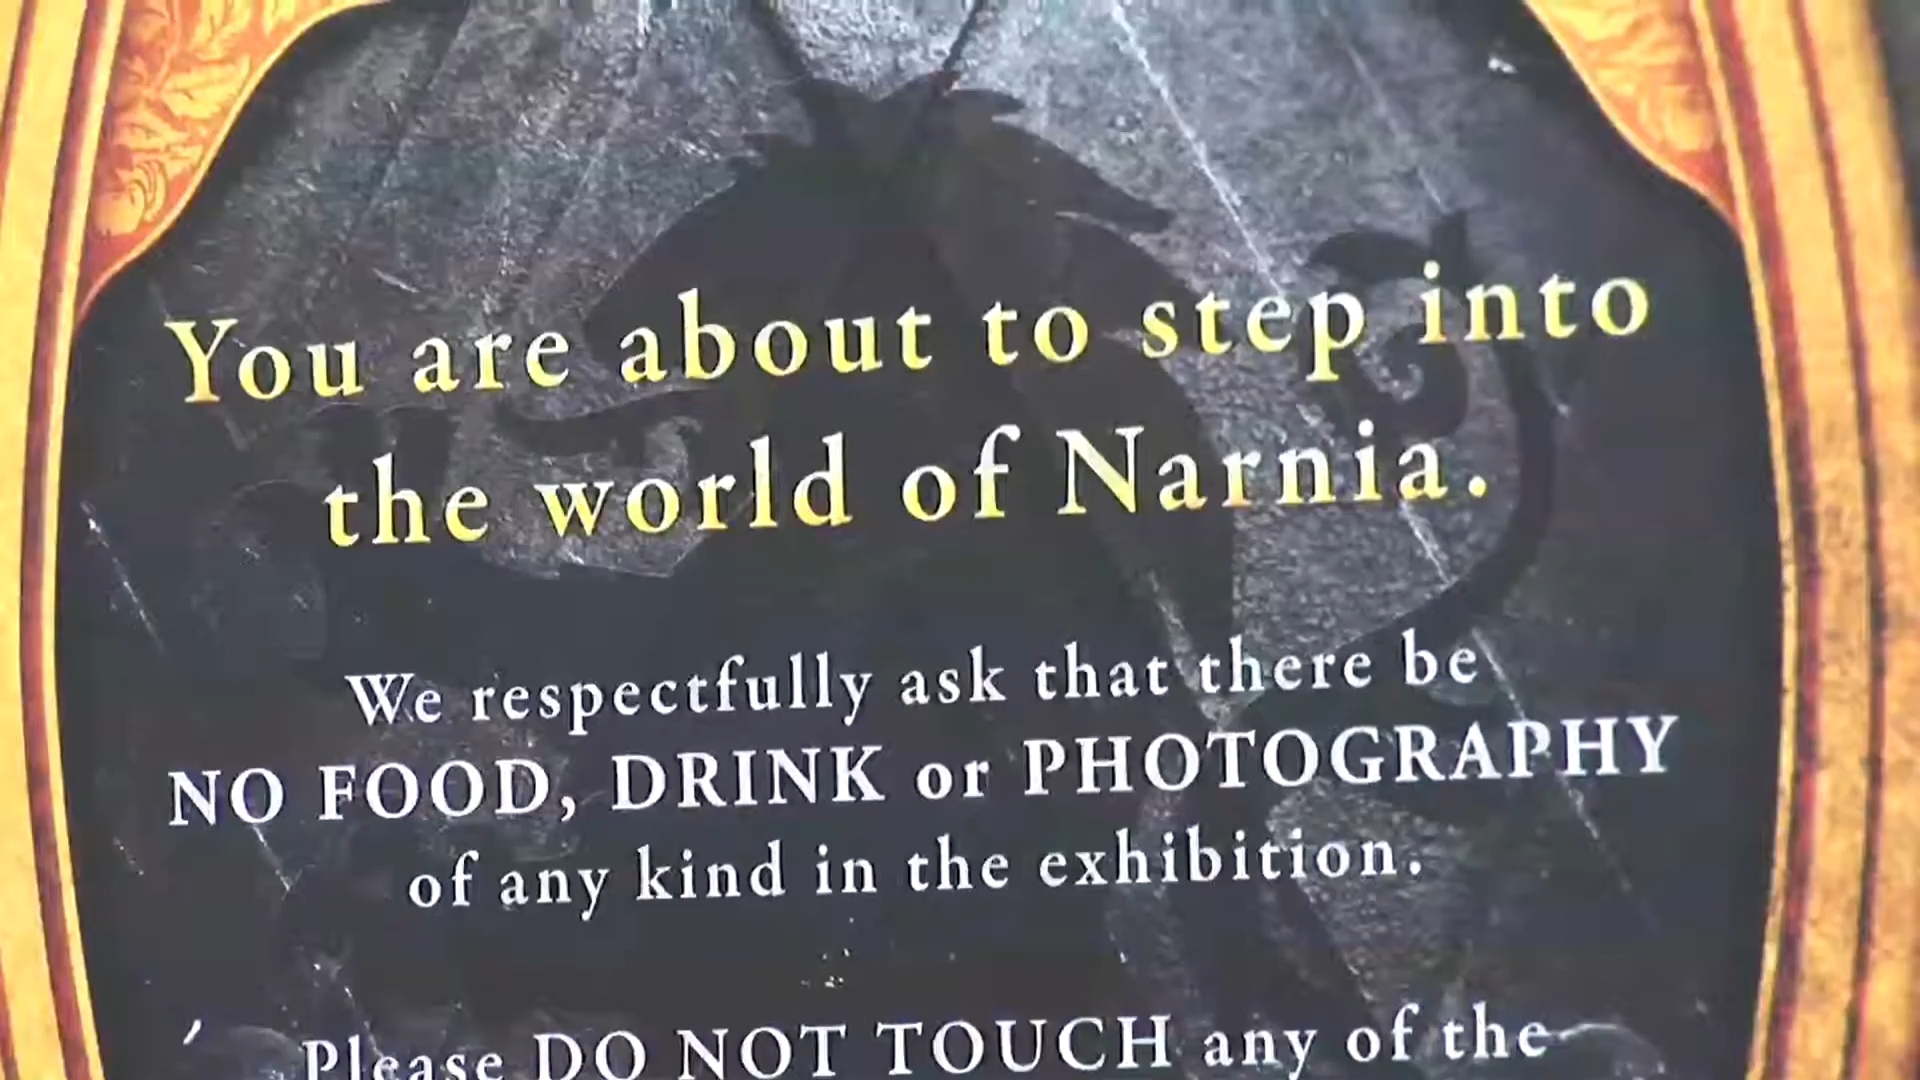 You are about to step into
the world of Narnia.
We respectfully ask that there be
NO FOOD, DRINK or PHOTOGRAPHY
of any kind in the exhibition.
Please DO NOT TOUCH any of the